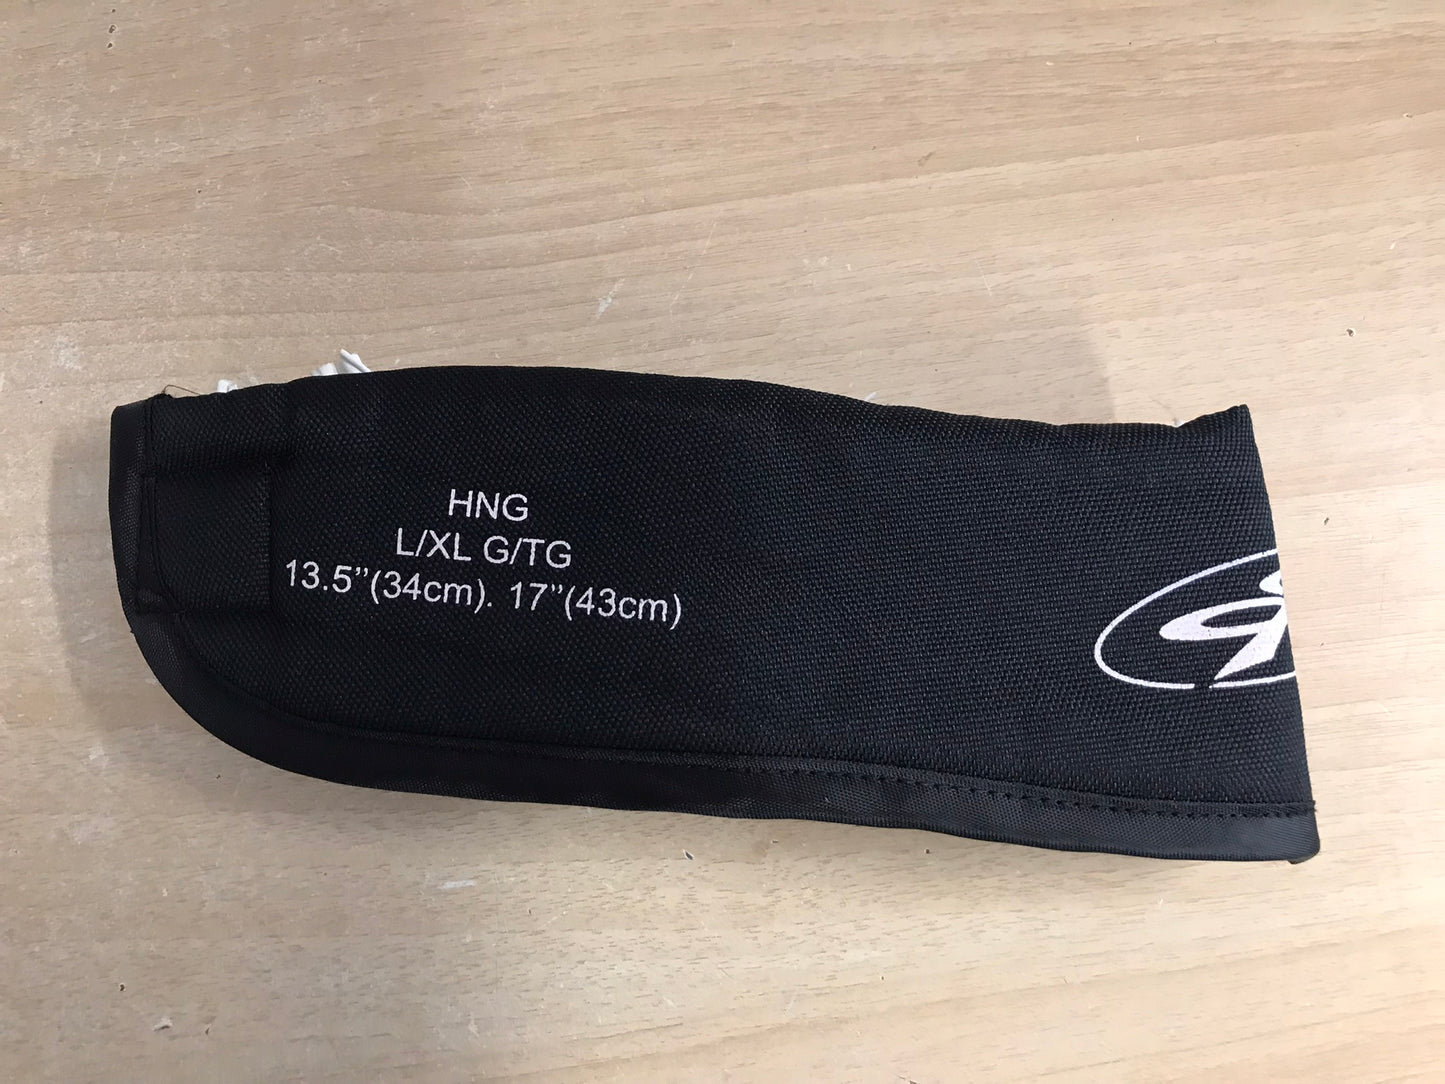 HNG
L/XL G/TG
13.5”(34cm). 17”(43cm)